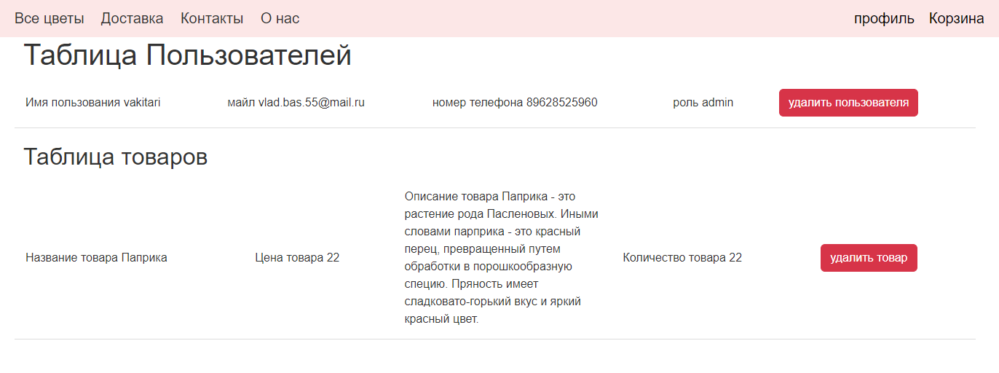 Все цветы Доставка Контакты О нас профиль Корзина
Таблица Пользователей
Имя пользования vakitari майл vlad.bas.55@mail.ru номер телефона 89628525960 роль admin удалить пользователя
Таблица товаров
Название товара Паприка Цена товара 22
Описание товара Паприка - это
растение рода Пасленовых. Иными
словами парприка - это красный
перец, превращенный путем
обработки в порошкообразную
специю. Пряность имеет
сладковато-горький вкус и яркий
красный цвет.
Количество товара 22 удалить товар